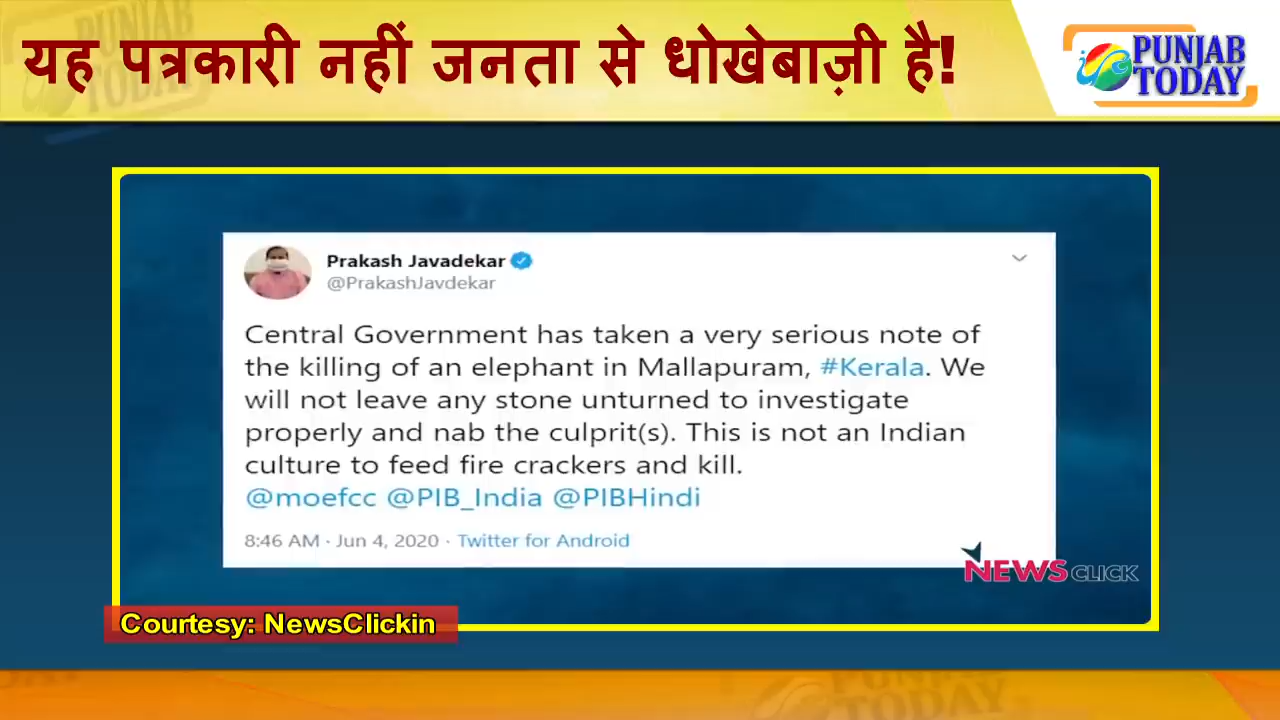 यह पत्रकारी नहीं जनता से धोखेबाज़ी है!
PUNJAB
TODAY
Prakash Javadekar
@PrakashJavdekar
Central Government has taken a very serious note of
the killing of an elephant in Mallapuram, #Kerala. We
will not leave any stone unturned to investigate
properly and nab the culprit(s). This is not an Indian
culture to feed fire crackers and kill.
@moefcc @PIB_India @PIBHindi
8:46 AM · Jun 4, 2020 · Twitter for Android
NEWSCLICK
Courtesy: NewsClickin
PUNJAB
TODAY